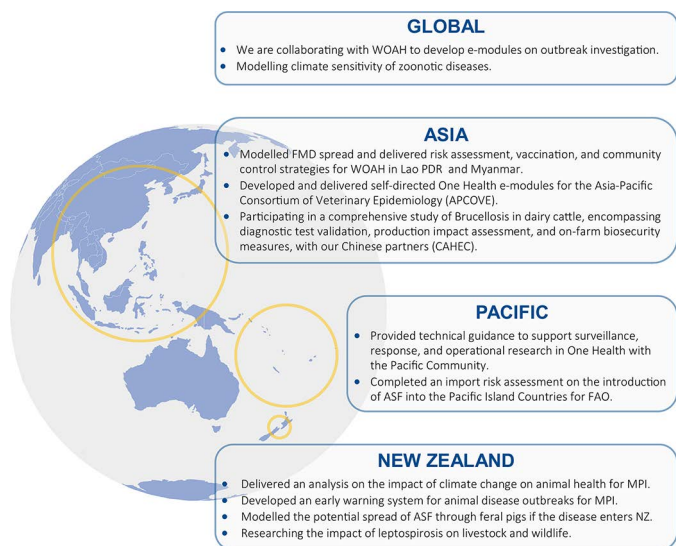 GLOBAL
• We are collaborating with WOAH to develop e-modules on outbreak investigation.
• Modelling climate sensitivity of zoonotic diseases.
ASIA
• Modelled FMD spread and delivered risk assessment, vaccination, and community
control strategies for WOAH in Lao PDR and Myanmar.
• Developed and delivered self-directed One Health e-modules for the Asia-Pacific
Consortium of Veterinary Epidemiology (APCOVE).
• Participating in a comprehensive study of Brucellosis in dairy cattle, encompassing
diagnostic test validation, production impact assessment, and on-farm biosecurity
measures, with our Chinese partners (CAHEC).
PACIFIC
• Provided technical guidance to support surveillance,
response, and operational research in One Health with
the Pacific Community.
• Completed an import risk assessment on the introduction
of ASF into the Pacific Island Countries for FAO.
NEW ZEALAND
• Delivered an analysis on the impact of climate change on animal health for MPI.
• Developed an early warning system for animal disease outbreaks for MPI.
• Modelled the potential spread of ASF through feral pigs if the disease enters NZ.
• Researching the impact of leptospirosis on livestock and wildlife.